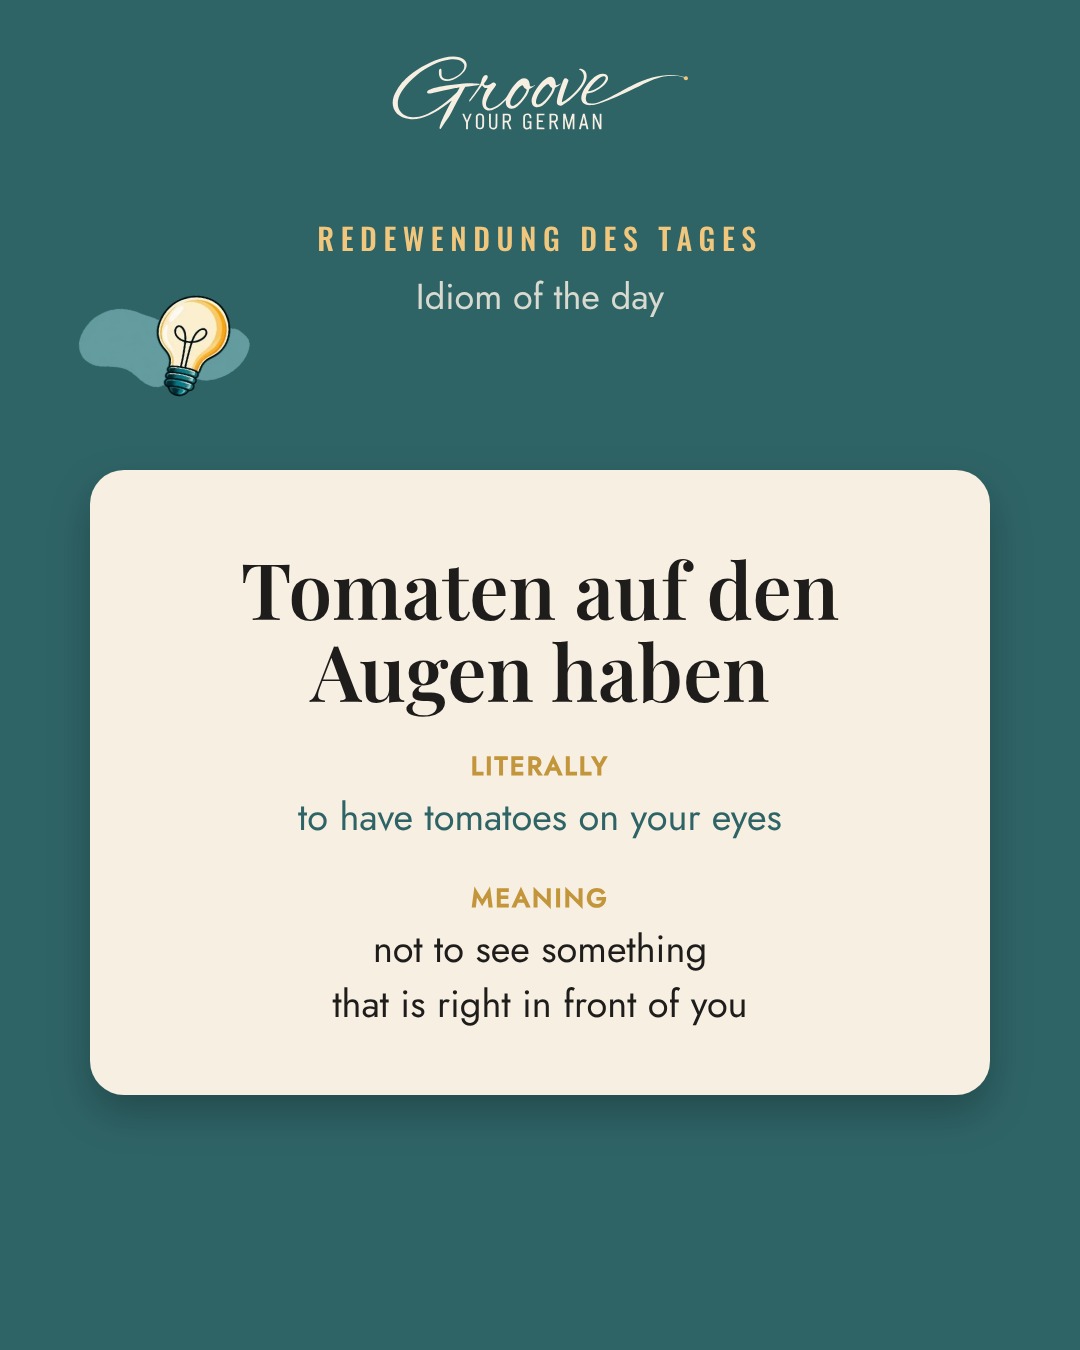 Groove
YOUR GERMAN
REDEWENDUNG DES TAGES
Idiom of the day
Tomaten auf den
Augen haben
LITERALLY
to have tomatoes on your eyes
MEANING
not to see something
that is right in front of you